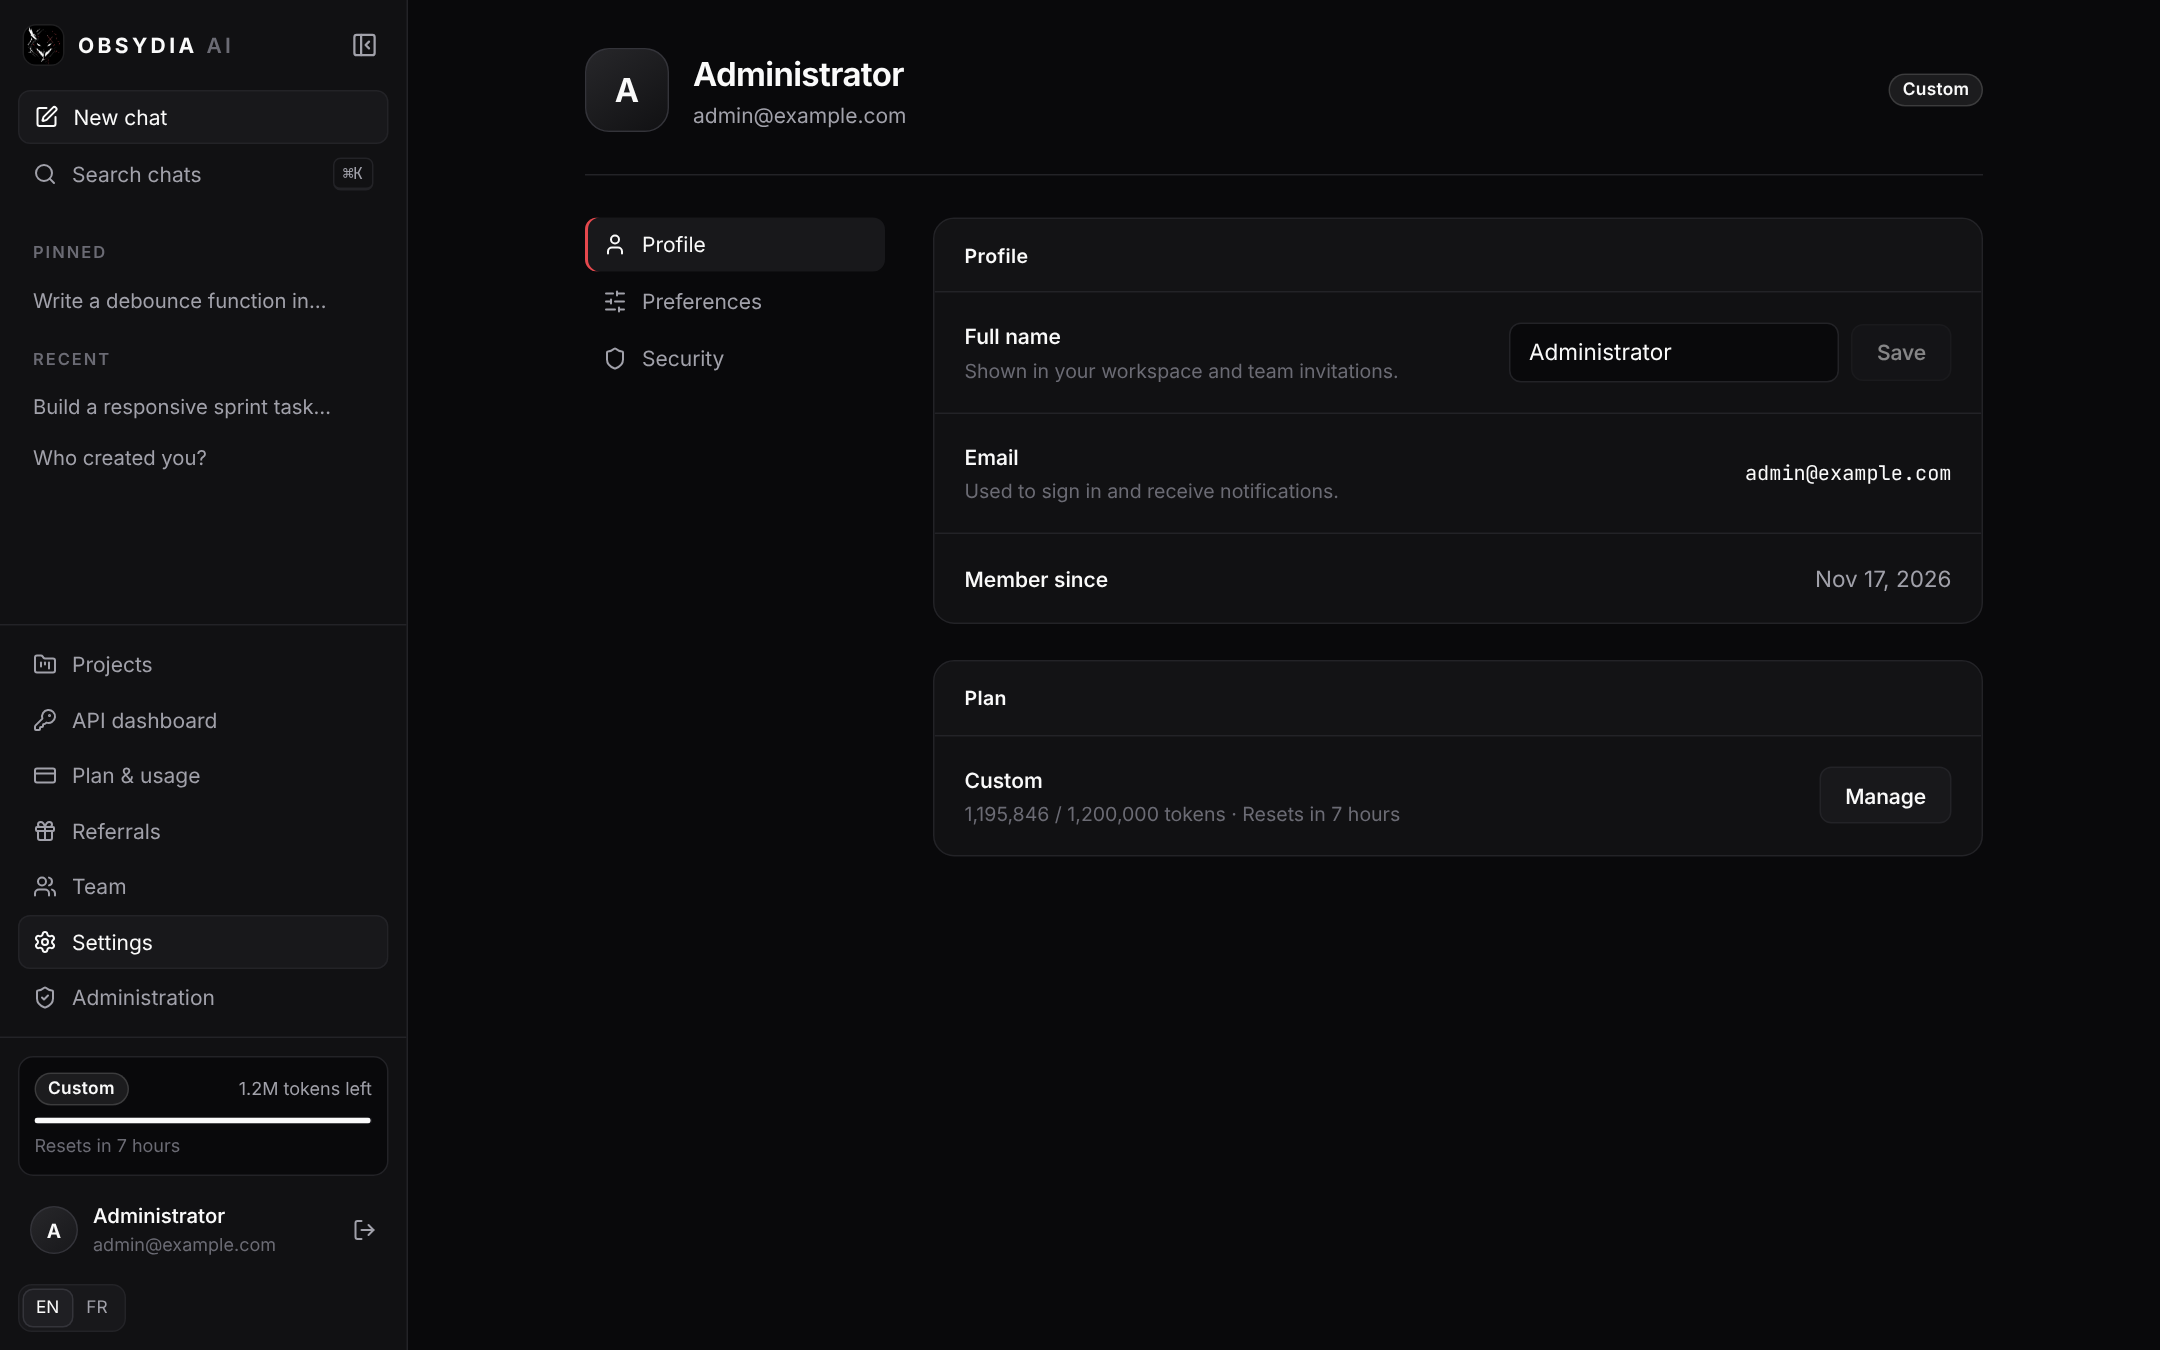 OBSYDIA AI
New chat
Search chats
⌘K
PINNED
Write a debounce function in...
RECENT
Build a responsive sprint task...
Who created you?
Projects
API dashboard
Plan & usage
Referrals
Team
Settings
Administration
Custom
1.2M tokens left
Resets in 7 hours
A
Administrator
admin@example.com
EN
FR
A
Administrator
admin@example.com
Custom
Profile
Preferences
Security
Profile
Full name
Shown in your workspace and team invitations.
Administrator
Save
Email
Used to sign in and receive notifications.
admin@example.com
Member since
Nov 17, 2026
Plan
Custom
1,195,846 / 1,200,000 tokens · Resets in 7 hours
Manage